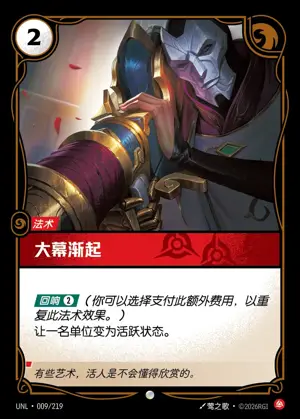 2
法术
大幕渐起
回响 2 (你可以选择支付此额外费用，以重
复此法术效果。)
让一名单位变为活跃状态。
有些艺术，活人是不会懂得欣赏的。
UNL • 009/219
莺之歌 ©2026RGI